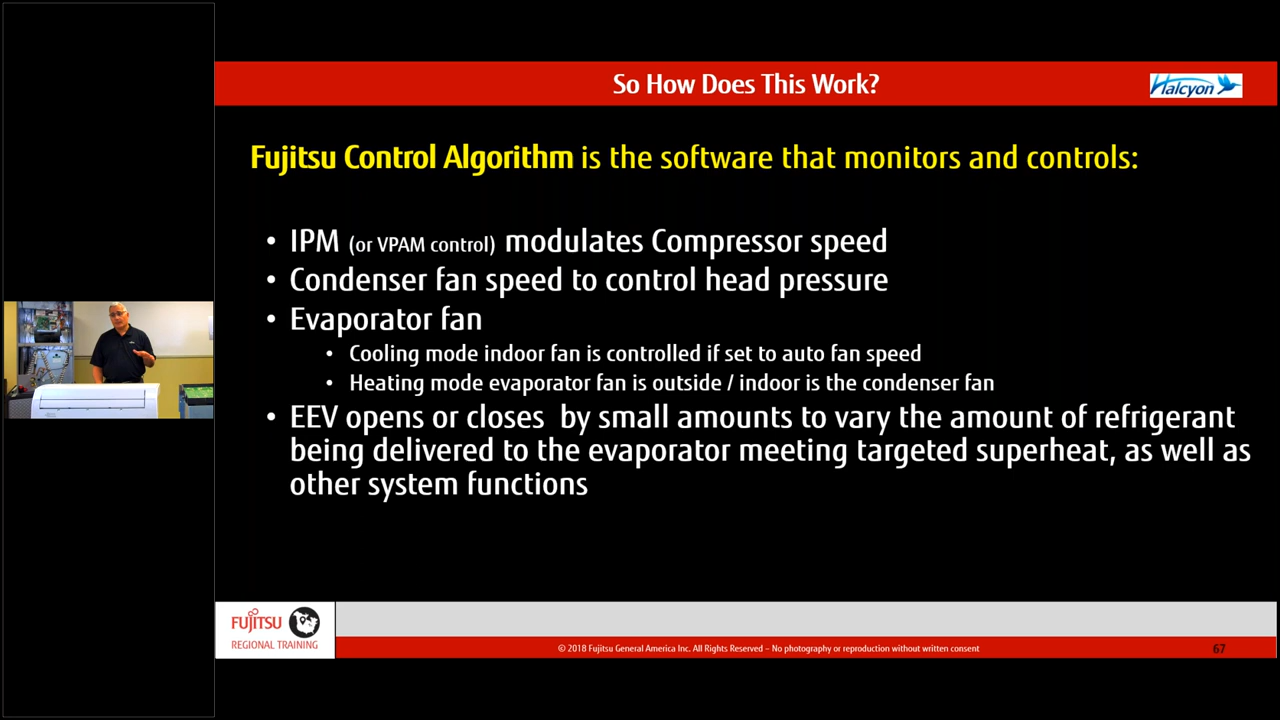 So How Does This Work?
Halcyon
Fujitsu Control Algorithm is the software that monitors and controls:
• IPM (or VPAM control) modulates Compressor speed
• Condenser fan speed to control head pressure
• Evaporator fan
• Cooling mode indoor fan is controlled if set to auto fan speed
• Heating mode evaporator fan is outside / indoor is the condenser fan
• EEV opens or closes by small amounts to vary the amount of refrigerant
being delivered to the evaporator meeting targeted superheat, as well as
other system functions
FUJITSU
REGIONAL TRAINING
© 2018 Fujitsu General America Inc. All Rights Reserved – No photography or reproduction without written consent
67